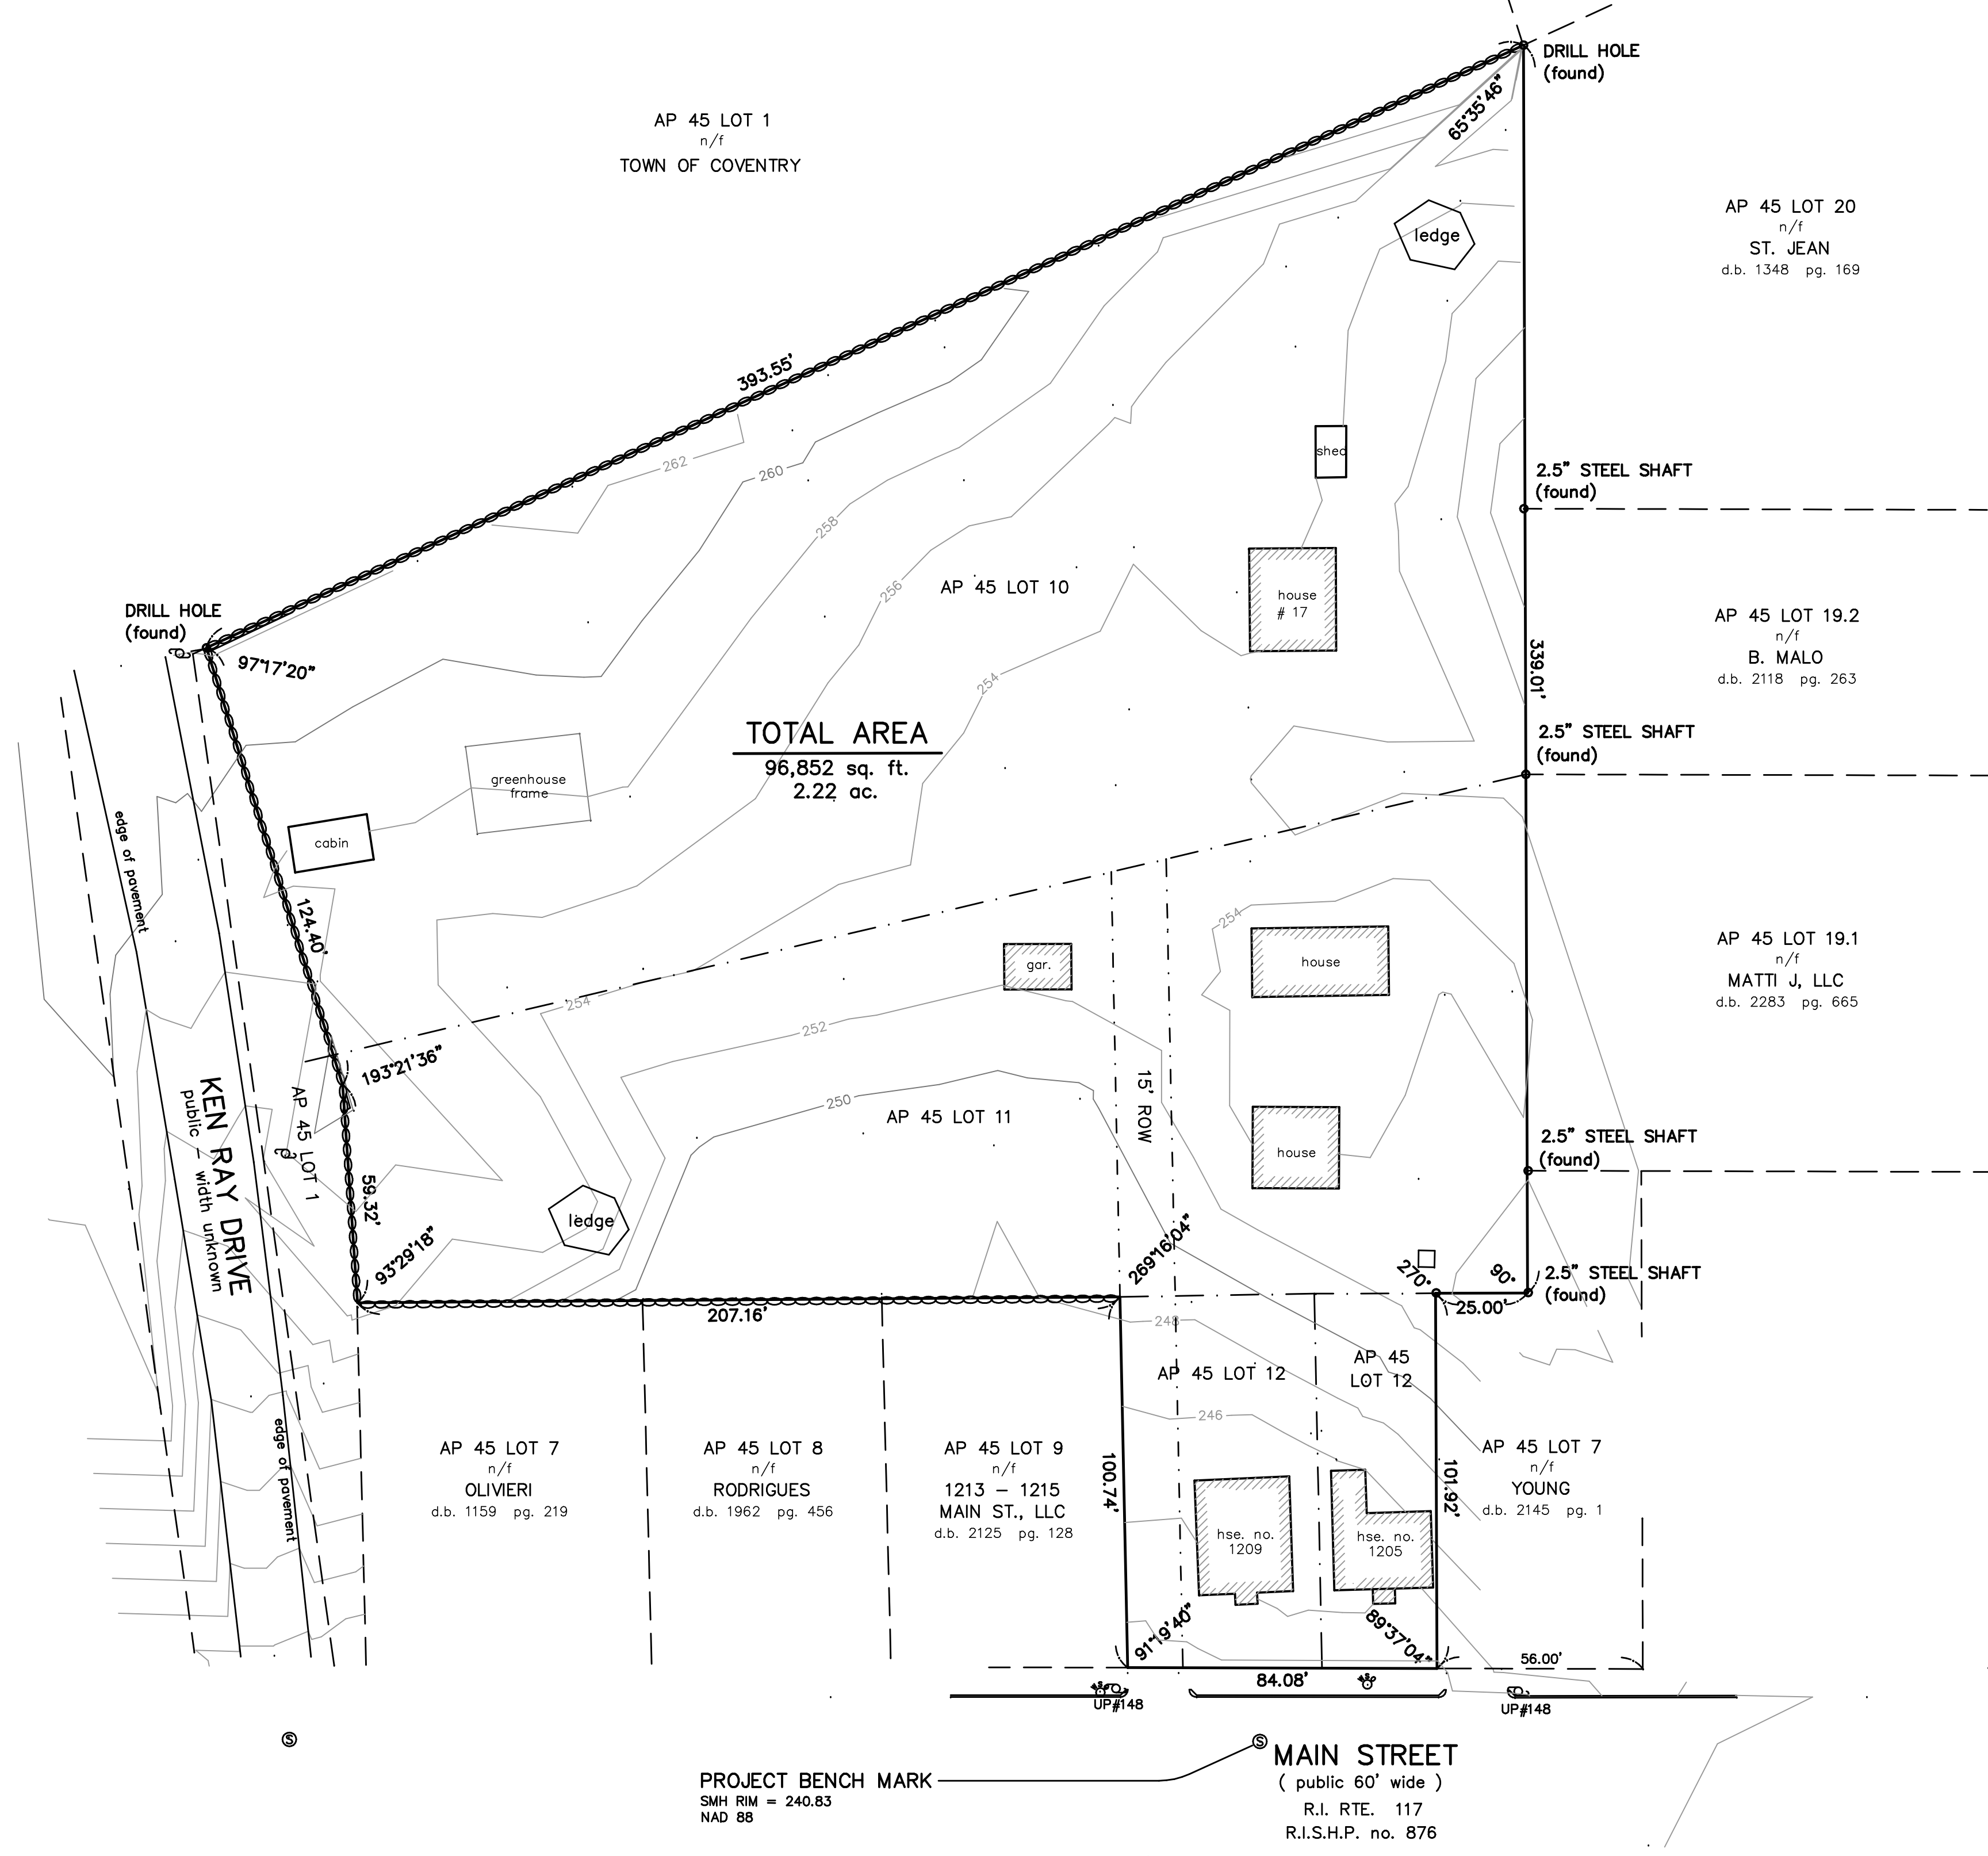 DRILL HOLE
(found)
65°35'46"
AP 45 LOT 1
n/f
TOWN OF COVENTRY
ledge
AP 45 LOT 20
n/f
ST. JEAN
d.b. 1348 pg. 169
393.55'
262
260
258
256
254
shed
2.5" STEEL SHAFT
(found)
AP 45 LOT 10
house
# 17
DRILL HOLE
(found)
97°17'20"
339.01'
AP 45 LOT 19.2
n/f
B. MALO
d.b. 2118 pg. 263
TOTAL AREA
96,852 sq. ft.
2.22 ac.
2.5" STEEL SHAFT
(found)
greenhouse
frame
cabin
edge of pavement
124.40'
gar.
254
house
254
252
250
AP 45 LOT 19.1
n/f
MATTI J, LLC
d.b. 2283 pg. 665
193°21'36"
KEN RAY DRIVE
public - width unknown
AP 45 LOT 1
AP 45 LOT 11
15' ROW
house
2.5" STEEL SHAFT
(found)
59.32'
93°29'18"
ledge
269°16'04"
270°
90°
2.5" STEEL SHAFT
(found)
25.00'
207.16'
248
AP 45 LOT 12
AP 45
LOT 12
246
edge of pavement
AP 45 LOT 7
n/f
OLIVIERI
d.b. 1159 pg. 219
AP 45 LOT 8
n/f
RODRIGUES
d.b. 1962 pg. 456
AP 45 LOT 9
n/f
1213 – 1215
MAIN ST., LLC
d.b. 2125 pg. 128
100.74'
101.92'
AP 45 LOT 7
n/f
YOUNG
d.b. 2145 pg. 1
hse. no.
1209
hse. no.
1205
91°19'40"
89°37'04"
84.08'
56.00'
UP#148
UP#148
S
S
PROJECT BENCH MARK
SMH RIM = 240.83
NAD 88
MAIN STREET
( public 60' wide )
R.I. RTE. 117
R.I.S.H.P. no. 876